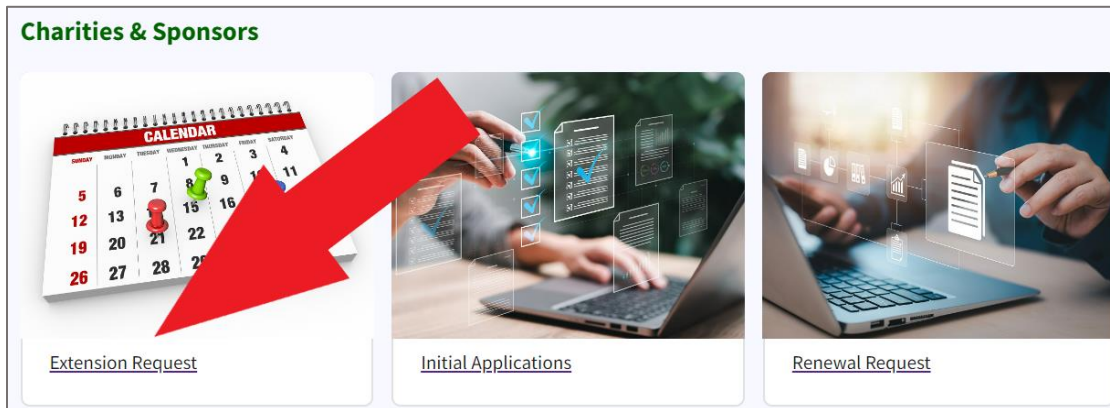 Charities & Sponsors
CALENDAR
SUNDAY MONDAY TUESDAY WEDNESDAY THURSDAY FRIDAY SATURDAY
1 2 3 4
5 6 7 8 9 11
12 13 15 16
19 20 21 22
26 27 28
Extension Request
Initial Applications
Renewal Request